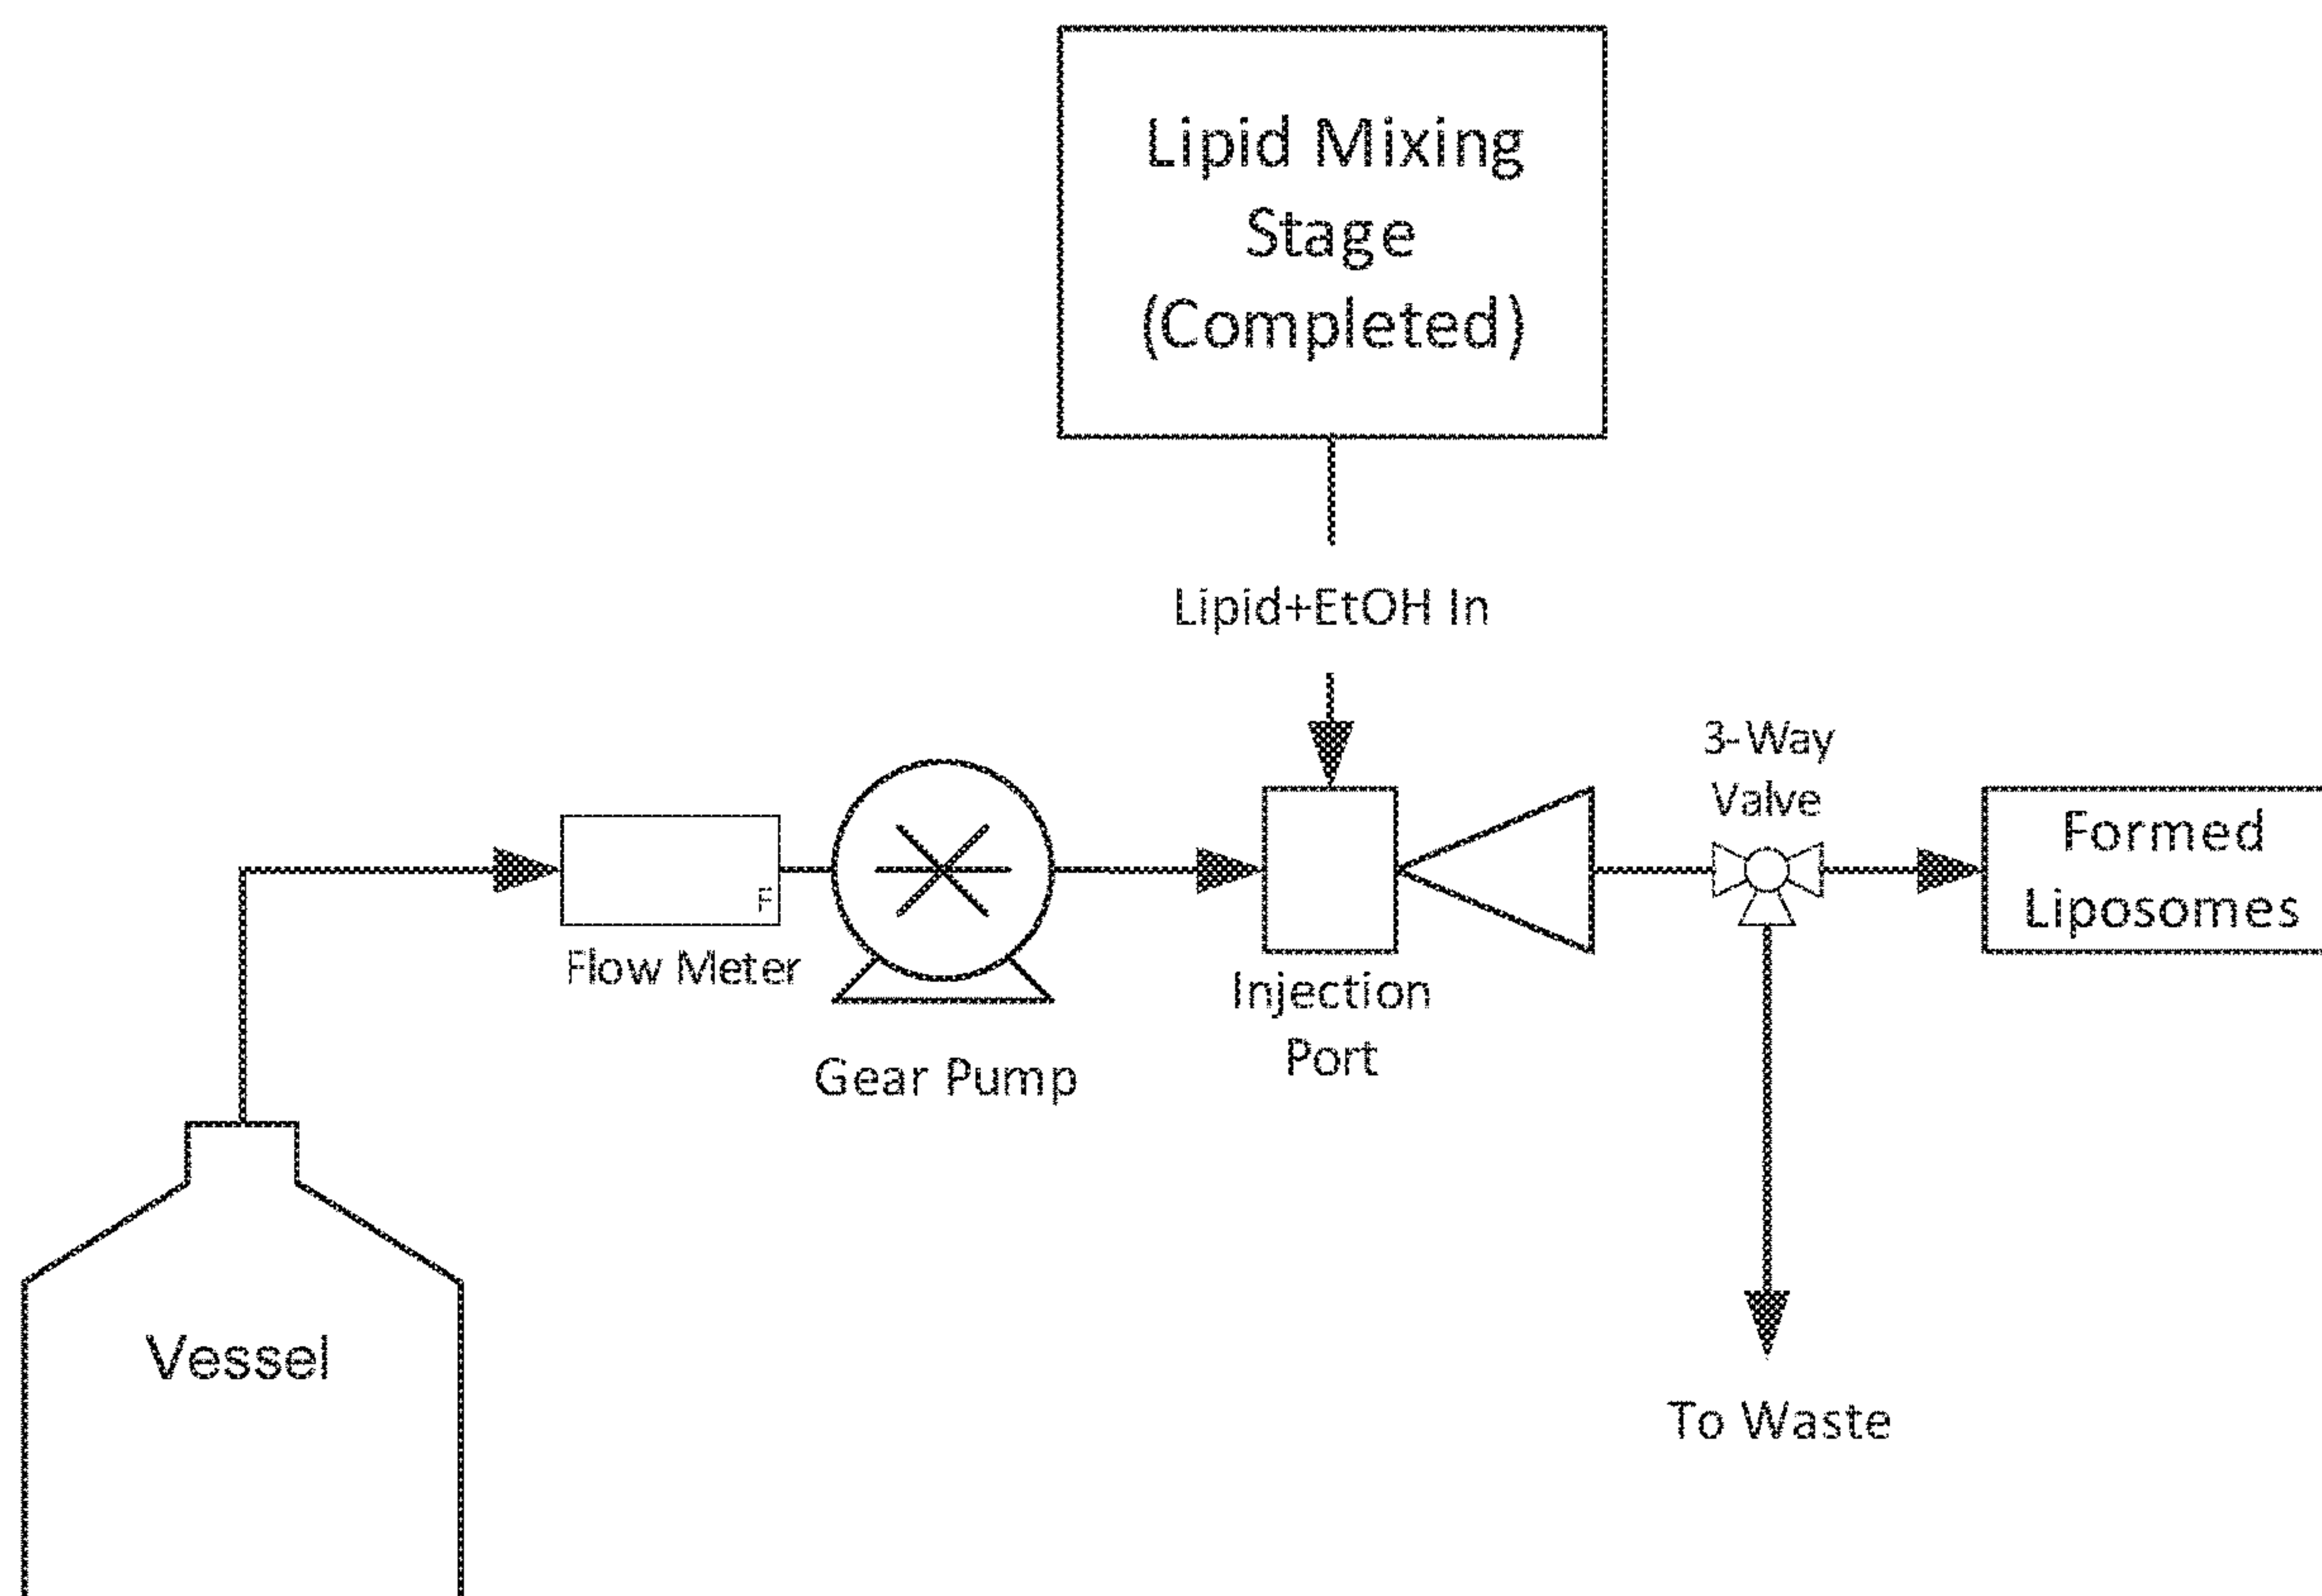 Lipid Mixing
Stage
(Completed)
Lipid+EtOH In
3-Way
Valve
Formed
Liposomes
F
Flow Meter
Injection
Port
Gear Pump
Vessel
To Waste